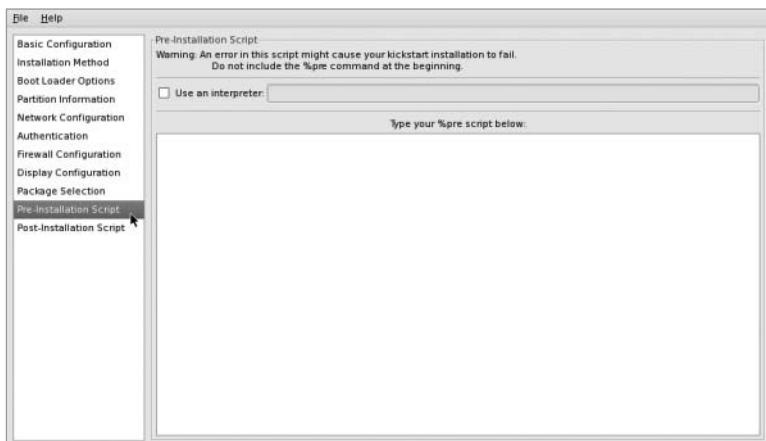 File Help
Basic Configuration
Installation Method
Boot Loader Options
Partition Information
Network Configuration
Authentication
Firewall Configuration
Display Configuration
Package Selection
Pre-Installation Script
Post-Installation Script
Pre-Installation Script
Warning: An error in this script might cause your kickstart installation to fail.
Do not include the %pre command at the beginning.
Use an interpreter:
Type your %pre script below: